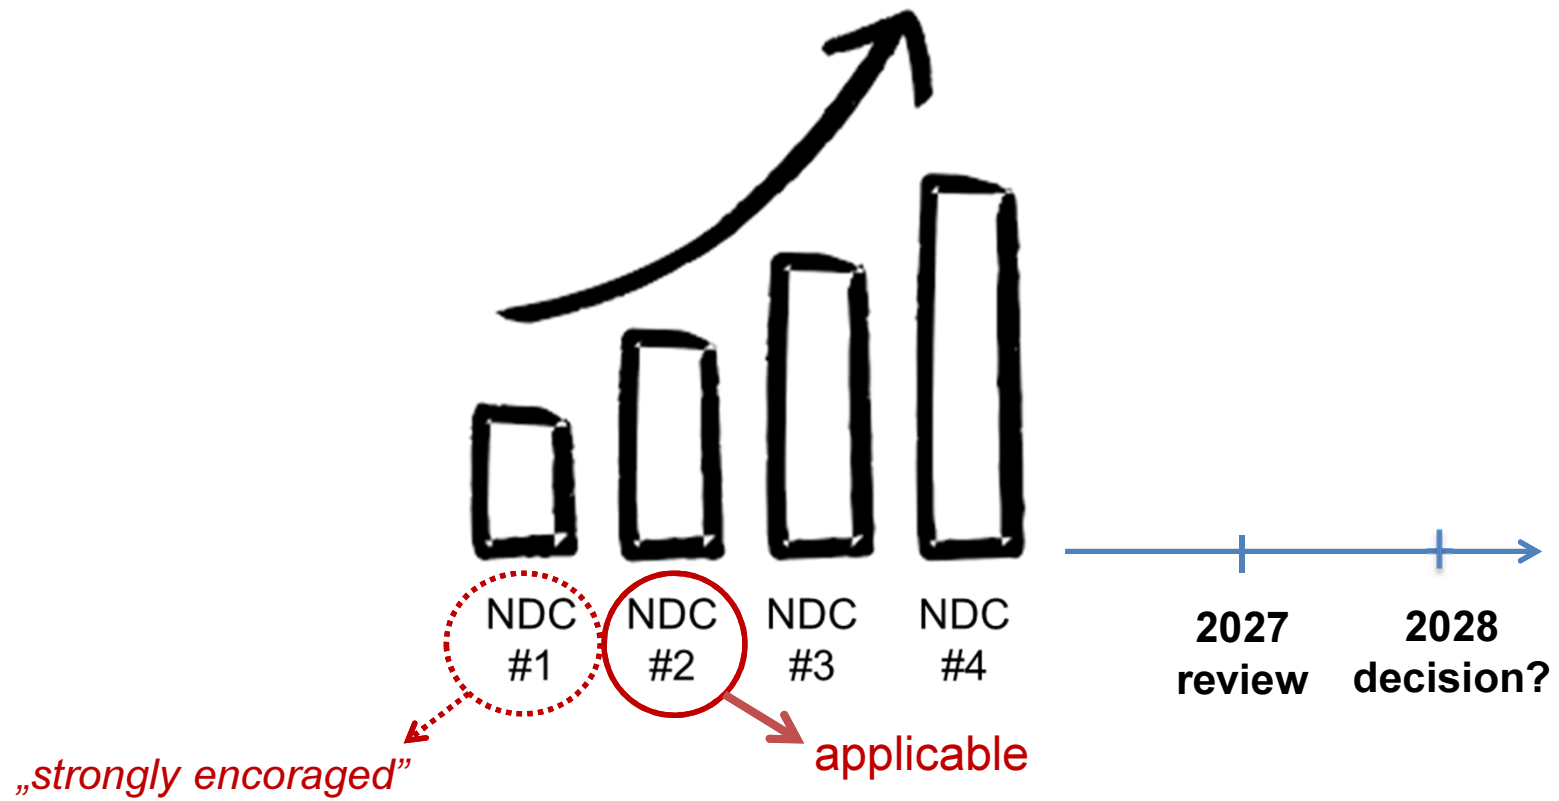 NDC
#1
NDC
#2
NDC
#3
NDC
#4
2027
review
2028
decision?
„strongly encoraged”
applicable